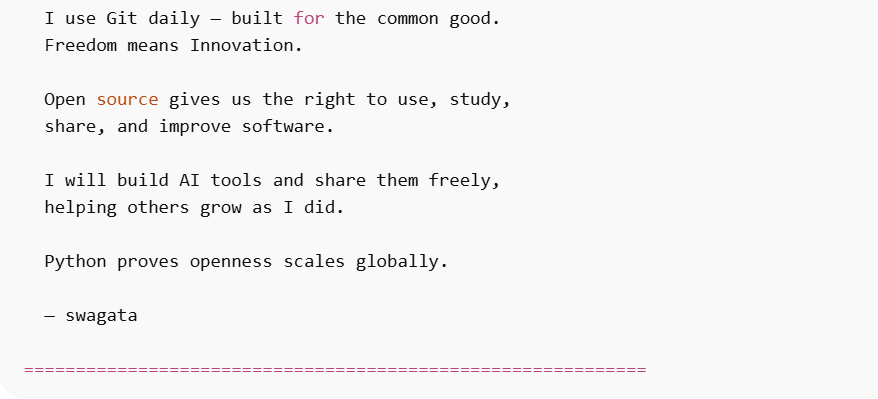 I use Git daily — built for the common good.
Freedom means Innovation.
Open source gives us the right to use, study,
share, and improve software.
I will build AI tools and share them freely,
helping others grow as I did.
Python proves openness scales globally.
— swagata
============================================================